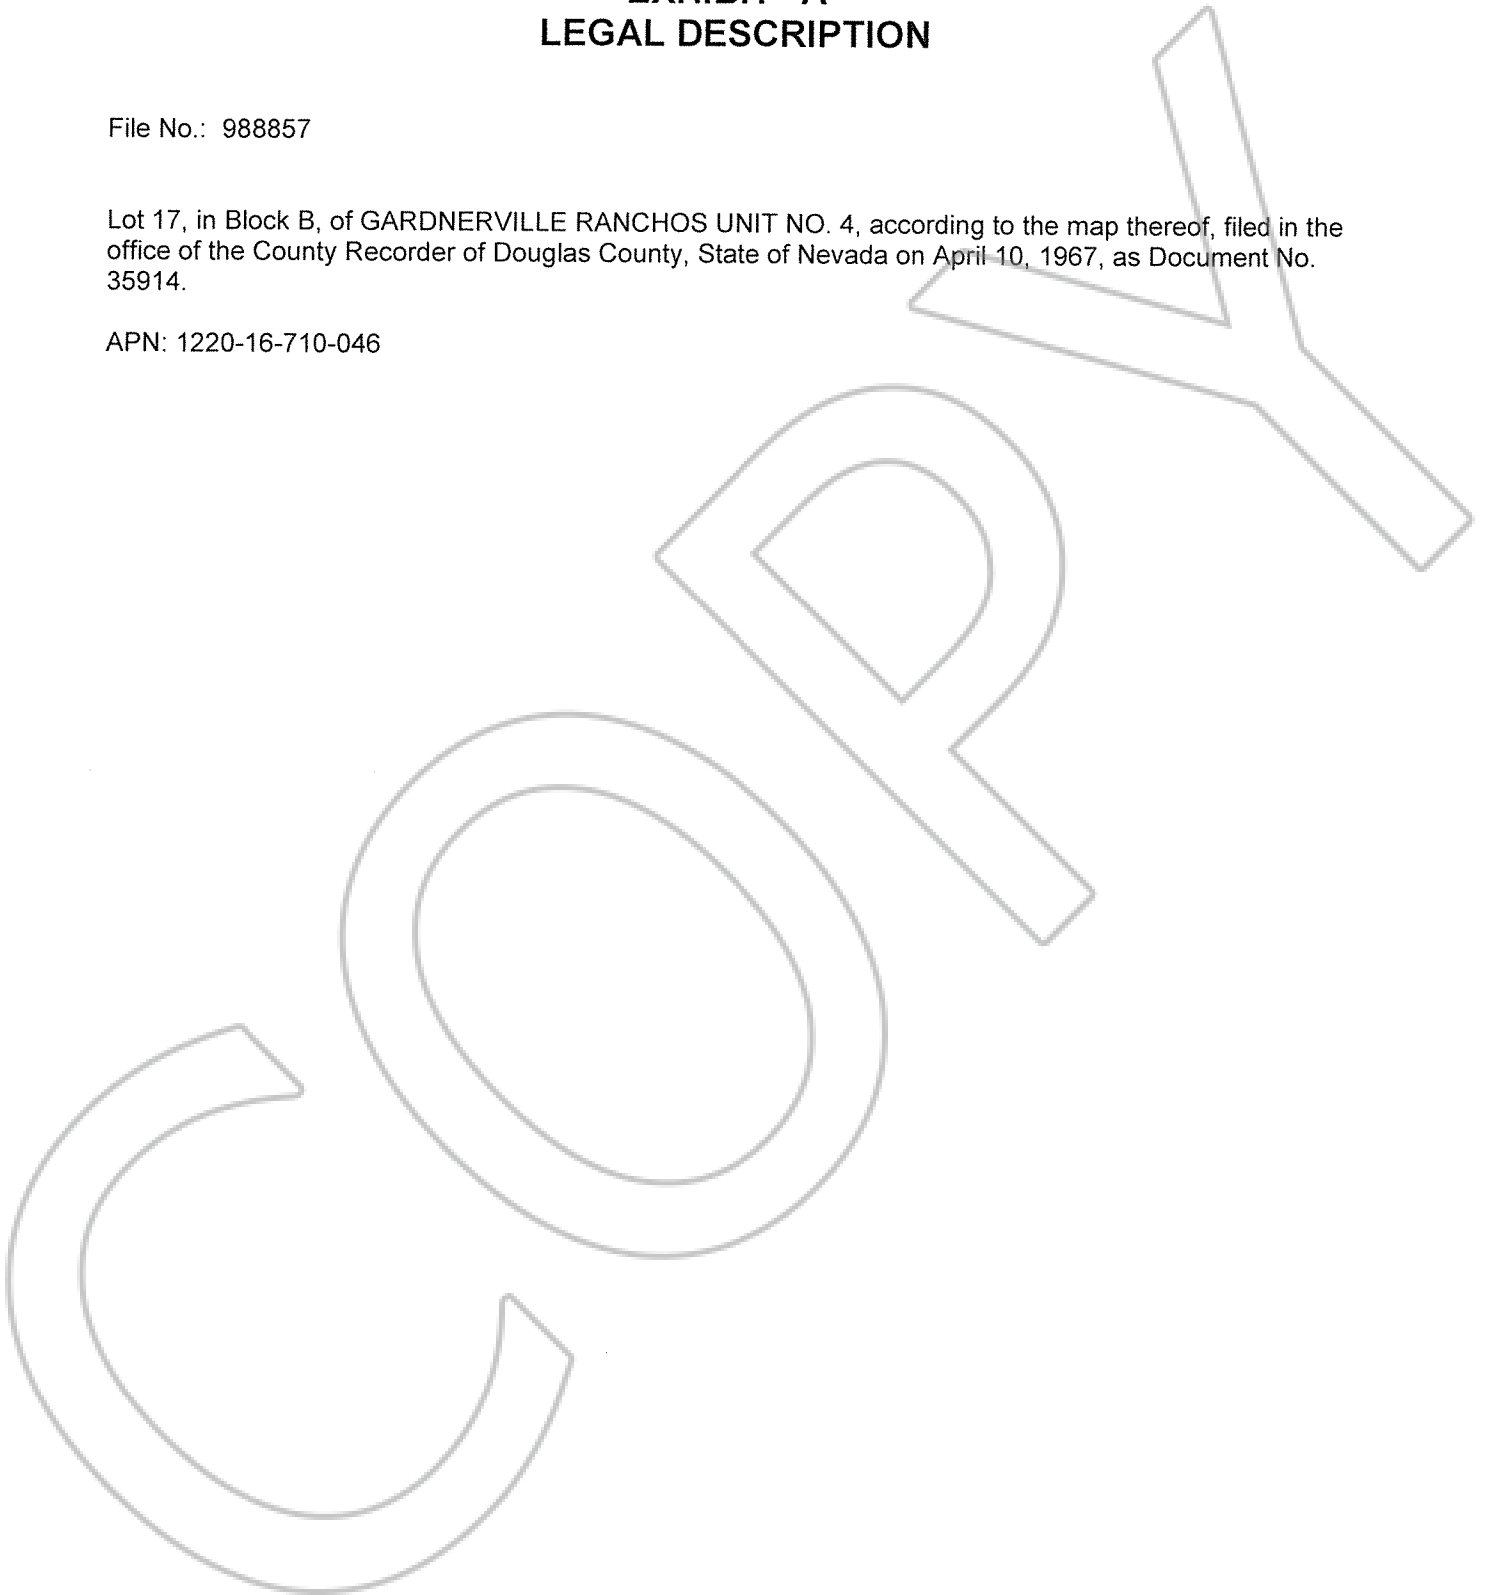 EXHIBIT "A"
LEGAL DESCRIPTION
File No.: 988857
Lot 17, in Block B, of GARDNERVILLE RANCHOS UNIT NO. 4, according to the map thereof, filed in the
office of the County Recorder of Douglas County, State of Nevada on April 10, 1967, as Document No.
35914.
APN: 1220-16-710-046
COPY